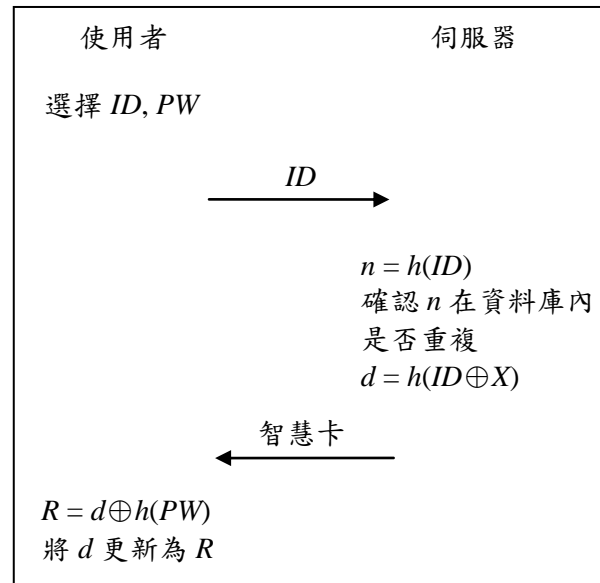 使用者
伺服器
選擇 ID, PW
ID
n = h(ID)
確認 n 在資料庫內
是否重複
d = h(ID⊕X)
智慧卡
R = d⊕h(PW)
將 d 更新為 R